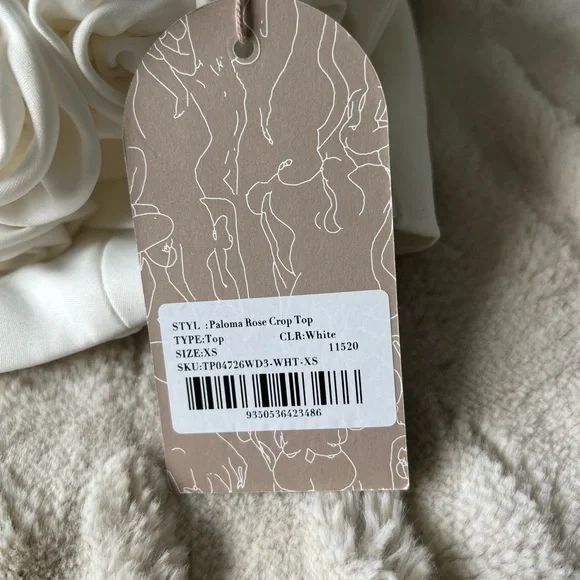 STYL :Paloma Rose Crop Top
TYPE:Top CLR:White
SIZE:XS 11520
SKU:TP04726WD3-WHT-XS
9350536423486